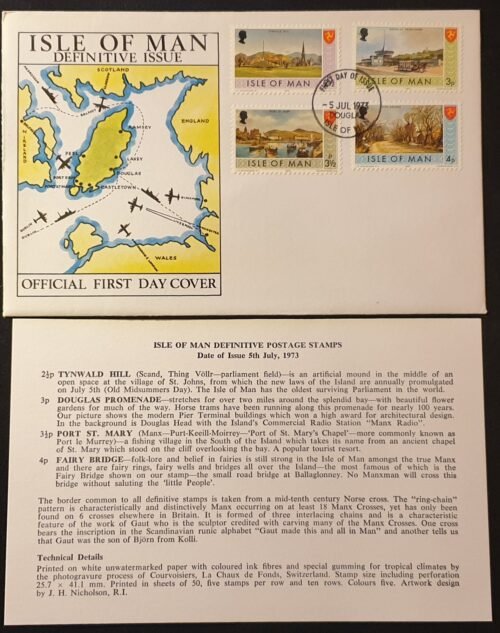 ISLE OF MAN
DEFINITIVE ISSUE
SCOTLAND
ENGLAND
RAMSEY
PEEL
LAXEY
DOUGLAS
PORT ERIN
CASTLETOWN
WALES
OFFICIAL FIRST DAY COVER
ISLE OF MAN
ISLE OF MAN 3p
ISLE OF MAN 3½p
ISLE OF MAN 4p
FIRST DAY OF ISSUE
-5 JUL 1973
DOUGLAS
ISLE OF MAN
ISLE OF MAN DEFINITIVE POSTAGE STAMPS
Date of Issue 5th July, 1973
2½p TYNWALD HILL (Scand, Thing Völlr—parliament field)—is an artificial mound in the middle of an
open space at the village of St. Johns, from which the new laws of the Island are annually promulgated
on July 5th (Old Midsummers Day). The Isle of Man has the oldest surviving Parliament in the world.
3p DOUGLAS PROMENADE—stretches for over two miles around the splendid bay—with beautiful flower
gardens for much of the way. Horse trams have been running along this promenade for nearly 100 years.
Our picture shows the modern Pier Terminal buildings which won a high award for architectural design.
In the background is Douglas Head with the Island's Commercial Radio Station "Manx Radio".
3½p PORT ST. MARY (Manx—Purt-Keeill-Moirrey—'Port of St. Mary's Chapel'—more commonly known as
Port le Murrey)—a fishing village in the South of the Island which takes its name from an ancient chapel
of St. Mary which stood on the cliff overlooking the bay. A popular tourist resort.
4p FAIRY BRIDGE—folk-lore and belief in fairies is still strong in the Isle of Man amongst the true Manx
and there are fairy rings, fairy wells and bridges all over the Island—the most famous of which is the
Fairy Bridge shown on our stamp—the small road bridge at Ballaglonney. No Manxman will cross this
bridge without saluting the 'little People'.
The border common to all definitive stamps is taken from a mid-tenth century Norse cross. The "ring-chain"
pattern is characteristically and distinctively Manx occurring on at least 18 Manx Crosses, yet has only been
found on 6 crosses elsewhere in Britain. It is formed of three interlacing chains and is a characteristic
feature of the work of Gaut who is the sculptor credited with carving many of the Manx Crosses. One cross
bears the inscription in the Scandinavian runic alphabet "Gaut made this and all in Man" and another tells us
that Gaut was the son of Björn from Kolli.
Technical Details
Printed on white unwatermarked paper with coloured ink fibres and special gumming for tropical climates by
the photogravure process of Courvoisiers, La Chaux de Fonds, Switzerland. Stamp size including perforation
25.7 × 41.1 mm. Printed in sheets of 50, five stamps per row and ten rows. Colours five. Artwork design
by J. H. Nicholson, R.I.